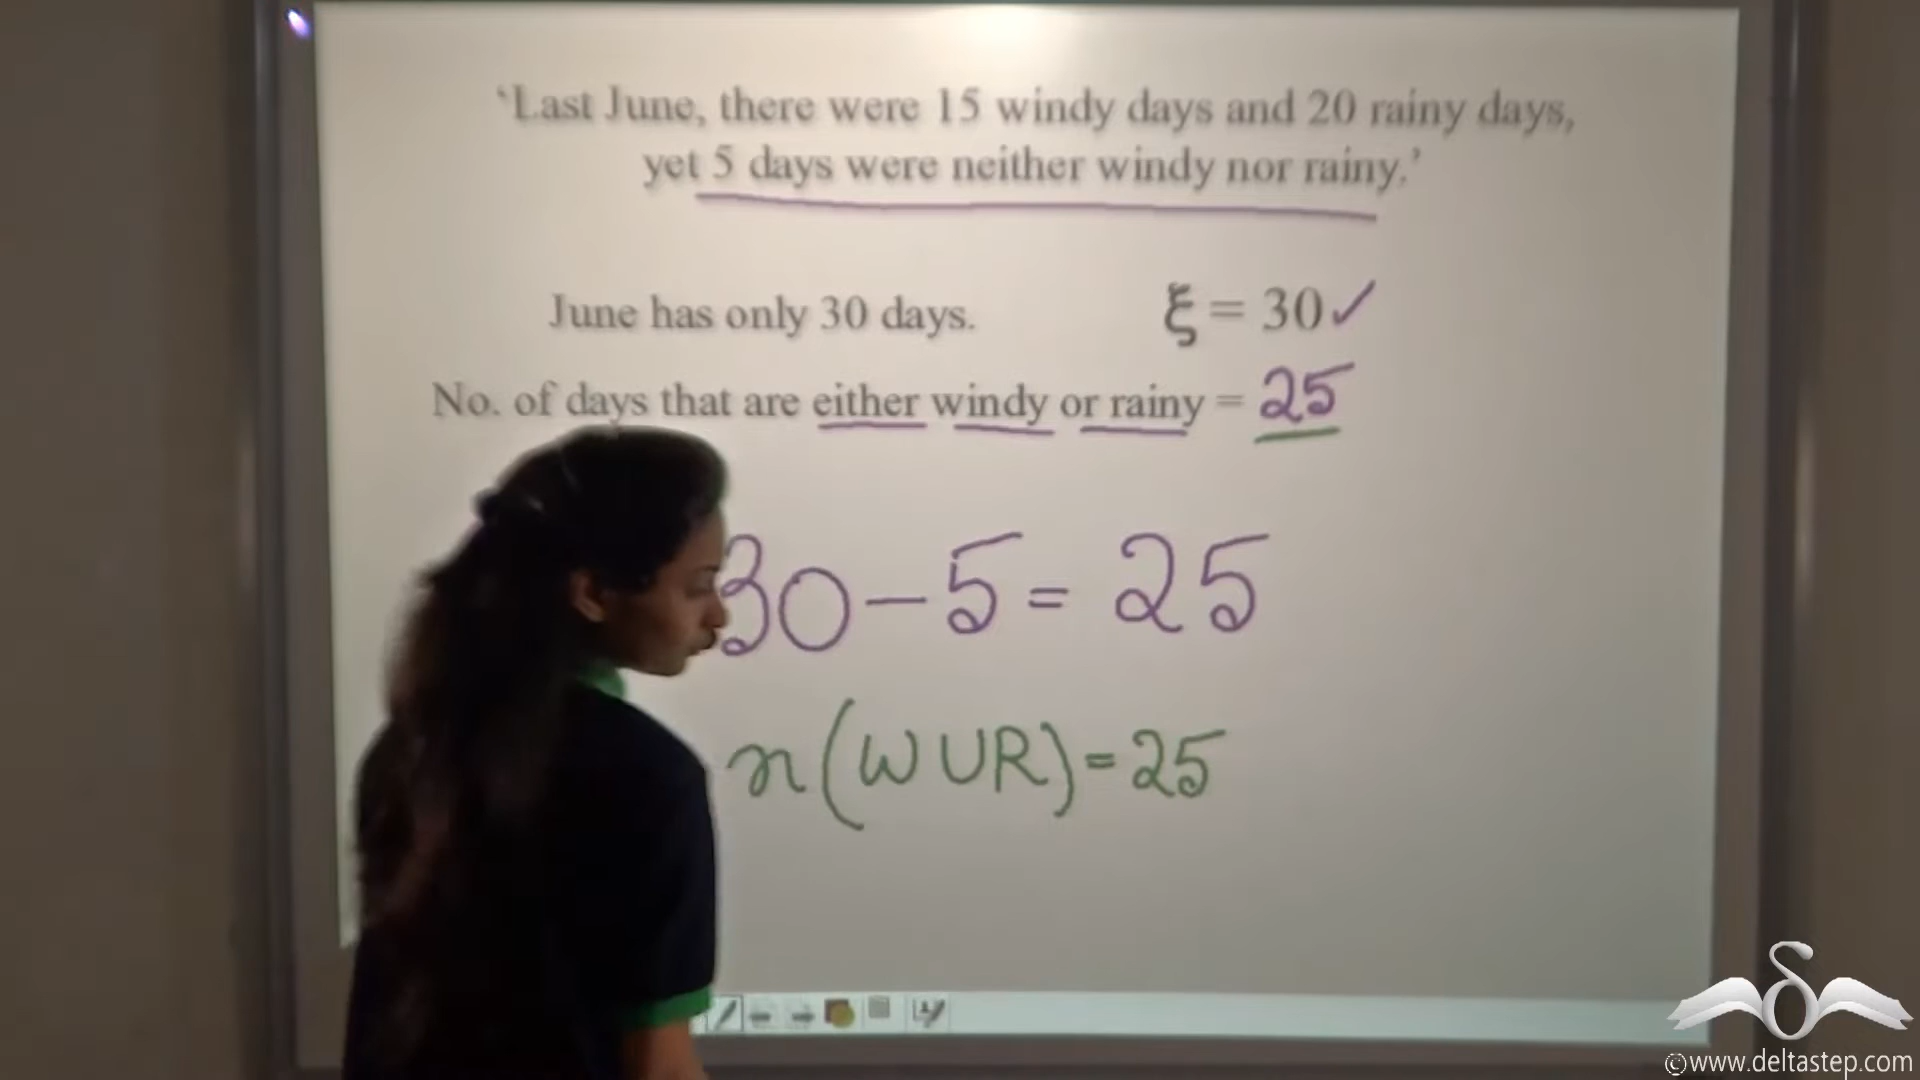 ‘Last June, there were 15 windy days and 20 rainy days,
yet 5 days were neither windy nor rainy.’
June has only 30 days. ξ = 30✓
No. of days that are either windy or rainy = 25
30 – 5 = 25
n(WUR) = 25
©www.deltastep.com